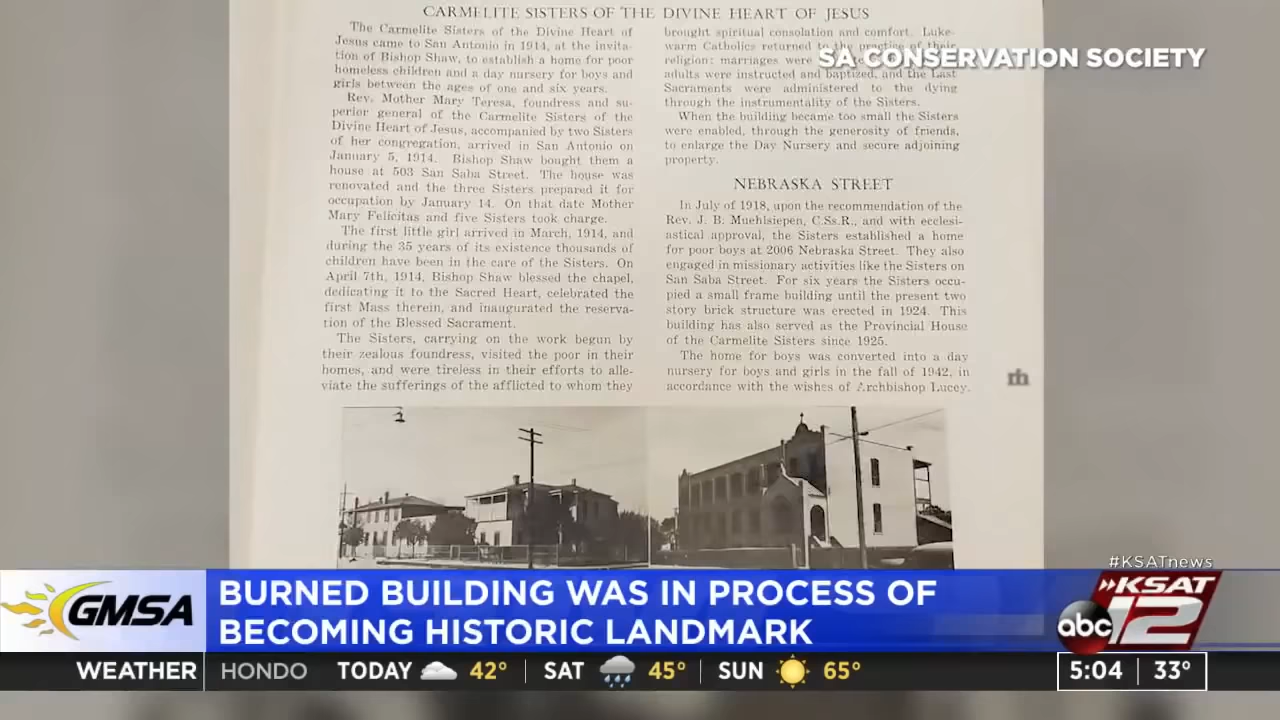 CARMELITE SISTERS OF THE DIVINE HEART OF JESUS
The Carmelite Sisters of the Divine Heart of
Jesus came to San Antonio in 1914, at the invita-
tion of Bishop Shaw, to establish a home for poor
homeless children and a day nursery for boys and
girls between the ages of one and six years.
Rev. Mother Mary Teresa, foundress and su-
perior general of the Carmelite Sisters of the
Divine Heart of Jesus, accompanied by two Sisters
of her congregation, arrived in San Antonio on
January 5, 1914. Bishop Shaw bought them a
house at 503 San Saba Street. The house was
renovated and the three Sisters prepared it for
occupation by January 14. On that date Mother
Mary Felicitas and five Sisters took charge.
The first little girl arrived in March, 1914, and
during the 35 years of its existence thousands of
children have been in the care of the Sisters. On
April 7th, 1914, Bishop Shaw blessed the chapel,
dedicating it to the Sacred Heart, celebrated the
first Mass therein, and inaugurated the reserva-
tion of the Blessed Sacrament.
The Sisters, carrying on the work begun by
their zealous foundress, visited the poor in their
homes, and were tireless in their efforts to alle-
viate the sufferings of the afflicted to whom they
brought spiritual consolation and comfort. Luke-
warm Catholics returned to the practice of their
religion; marriages were
adults were instructed and baptized, and the Last
Sacraments were administered to the dying
through the instrumentality of the Sisters.
When the building became too small the Sisters
were enabled, through the generosity of friends,
to enlarge the Day Nursery and secure adjoining
property.
NEBRASKA STREET
In July of 1918, upon the recommendation of the
Rev. J. B. Muehlsiepen, C.Ss.R., and with ecclesi-
astical approval, the Sisters established a home
for poor boys at 2006 Nebraska Street. They also
engaged in missionary activities like the Sisters on
San Saba Street. For six years the Sisters occu-
pied a small frame building until the present two
story brick structure was erected in 1924. This
building has also served as the Provincial House
of the Carmelite Sisters since 1925.
The home for boys was converted into a day
nursery for boys and girls in the fall of 1942, in
accordance with the wishes of Archbishop Lucey.
SA CONSERVATION SOCIETY
#KSATnews
GMSA
BURNED BUILDING WAS IN PROCESS OF
BECOMING HISTORIC LANDMARK
abc KSAT 12
WEATHER HONDO TODAY 42° SAT 45° SUN 65° 5:04 33°